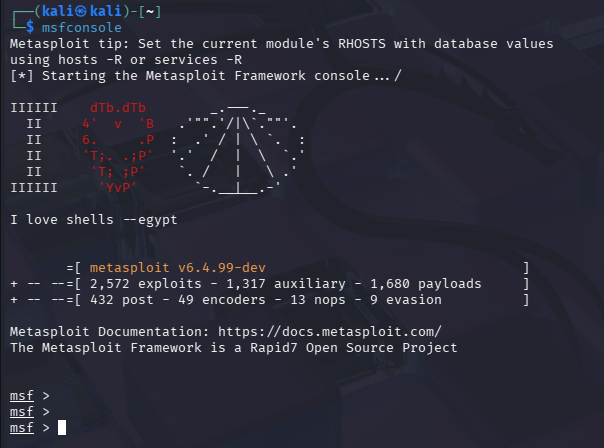 ┌──(kali㉿kali)-[~]
└─$ msfconsole
Metasploit tip: Set the current module's RHOSTS with database values
using hosts -R or services -R
[*] Starting the Metasploit Framework console.../
IIIIII    dTb.dTb        _.---._
  II     4'  v  'B   .'"".'/|\`.""'.
  II     6.     .P  :  .' / | \ `.  :
  II     'T;. .;P'  '.'  /  |  \  `.'
  II      'T; ;P'    `. /   |   \ .'
IIIIII     'YvP'       `-.__|__.-'
I love shells --egypt
       =[ metasploit v6.4.99-dev                                ]
+ -- --=[ 2,572 exploits - 1,317 auxiliary - 1,680 payloads     ]
+ -- --=[ 432 post - 49 encoders - 13 nops - 9 evasion          ]
Metasploit Documentation: https://docs.metasploit.com/
The Metasploit Framework is a Rapid7 Open Source Project
msf >
msf >
msf >